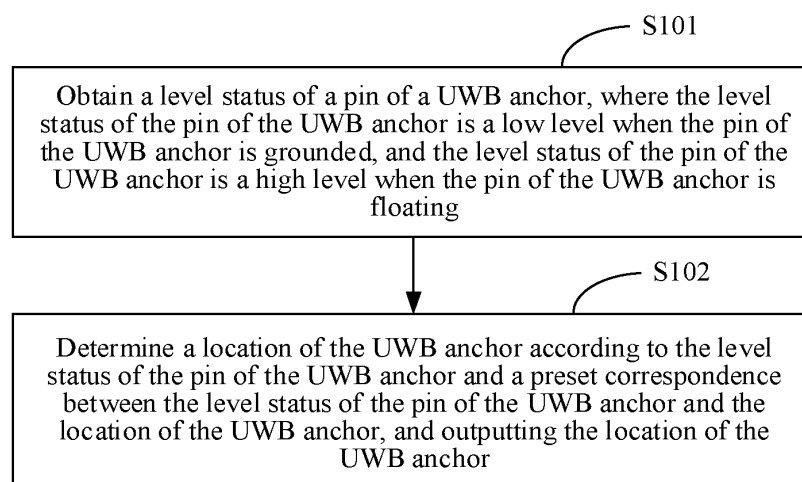 S101
Obtain a level status of a pin of a UWB anchor, where the level
status of the pin of the UWB anchor is a low level when the pin of
the UWB anchor is grounded, and the level status of the pin of the
UWB anchor is a high level when the pin of the UWB anchor is
floating
S102
Determine a location of the UWB anchor according to the level
status of the pin of the UWB anchor and a preset correspondence
between the level status of the pin of the UWB anchor and the
location of the UWB anchor, and outputting the location of the
UWB anchor